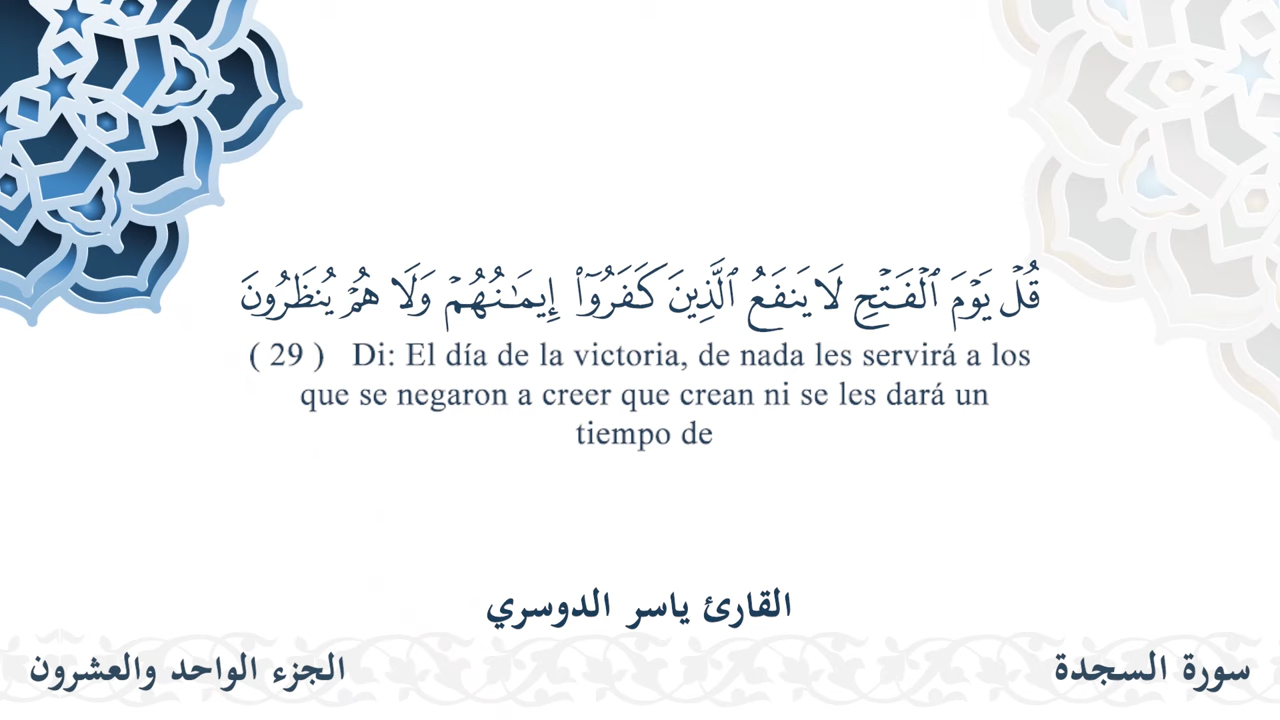 قُلْ يَوْمَ ٱلْفَتْحِ لَا يَنفَعُ ٱلَّذِينَ كَفَرُوٓا۟ إِيمَـٰنُهُمْ وَلَا هُمْ يُنظَرُونَ
( 29 ) Di: El día de la victoria, de nada les servirá a los
que se negaron a creer que crean ni se les dará un
tiempo de
القارئ ياسر الدوسري
سورة السجدة
الجزء الواحد والعشرون